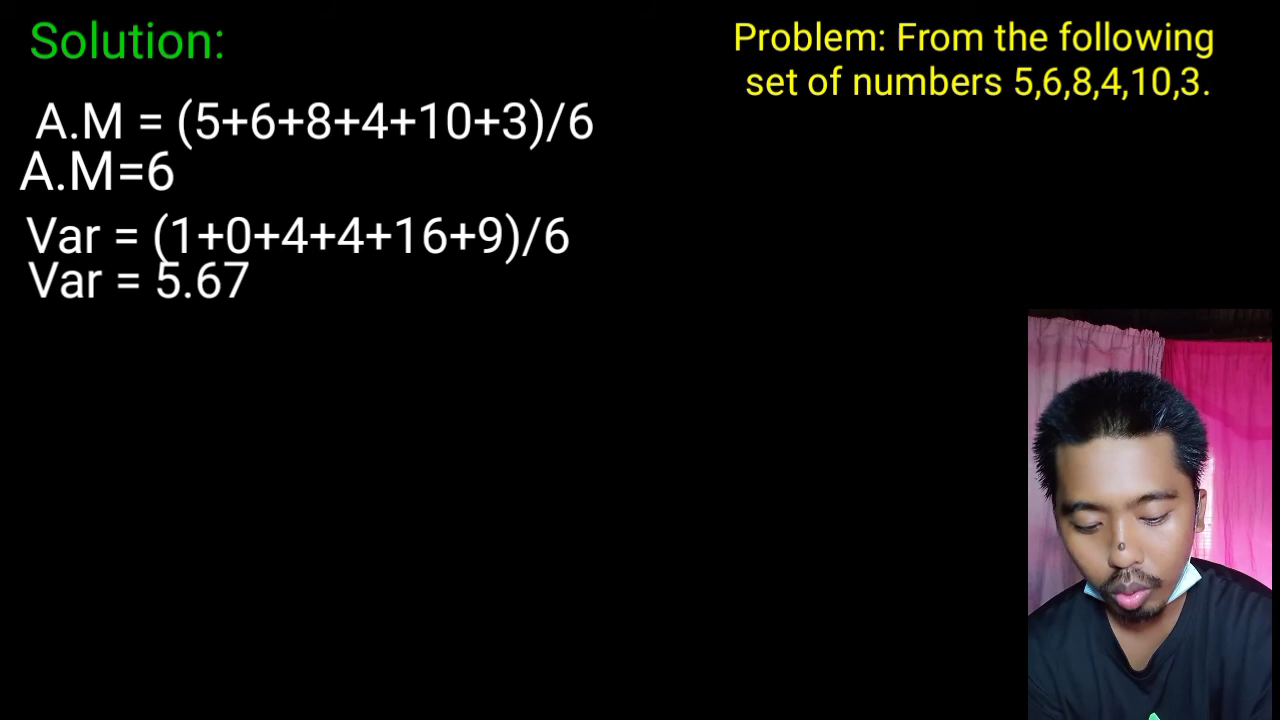 Solution:
Problem: From the following
set of numbers 5,6,8,4,10,3.
A.M = (5+6+8+4+10+3)/6
A.M=6
Var = (1+0+4+4+16+9)/6
Var = 5.67